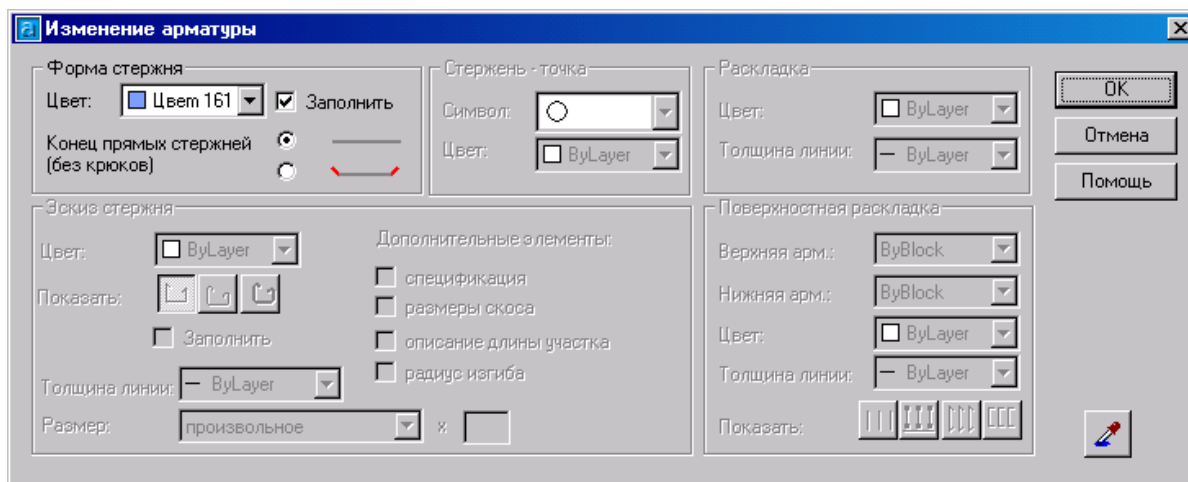 Изменение арматуры
Форма стержня
Цвет: Цвет 161 Заполнить
Конец прямых стержней
(без крюков)
Стержень - точка
Символ:
Цвет: ByLayer
Раскладка
Цвет: ByLayer
Толщина линии: ByLayer
OK
Отмена
Помощь
Эскиз стержня
Цвет: ByLayer
Показать:
Заполнить
Толщина линии: ByLayer
Размер: произвольное x
Дополнительные элементы:
спецификация
размеры скоса
описание длины участка
радиус изгиба
Поверхностная раскладка
Верхняя арм.: ByBlock
Нижняя арм.: ByBlock
Цвет: ByLayer
Толщина линии: ByLayer
Показать: